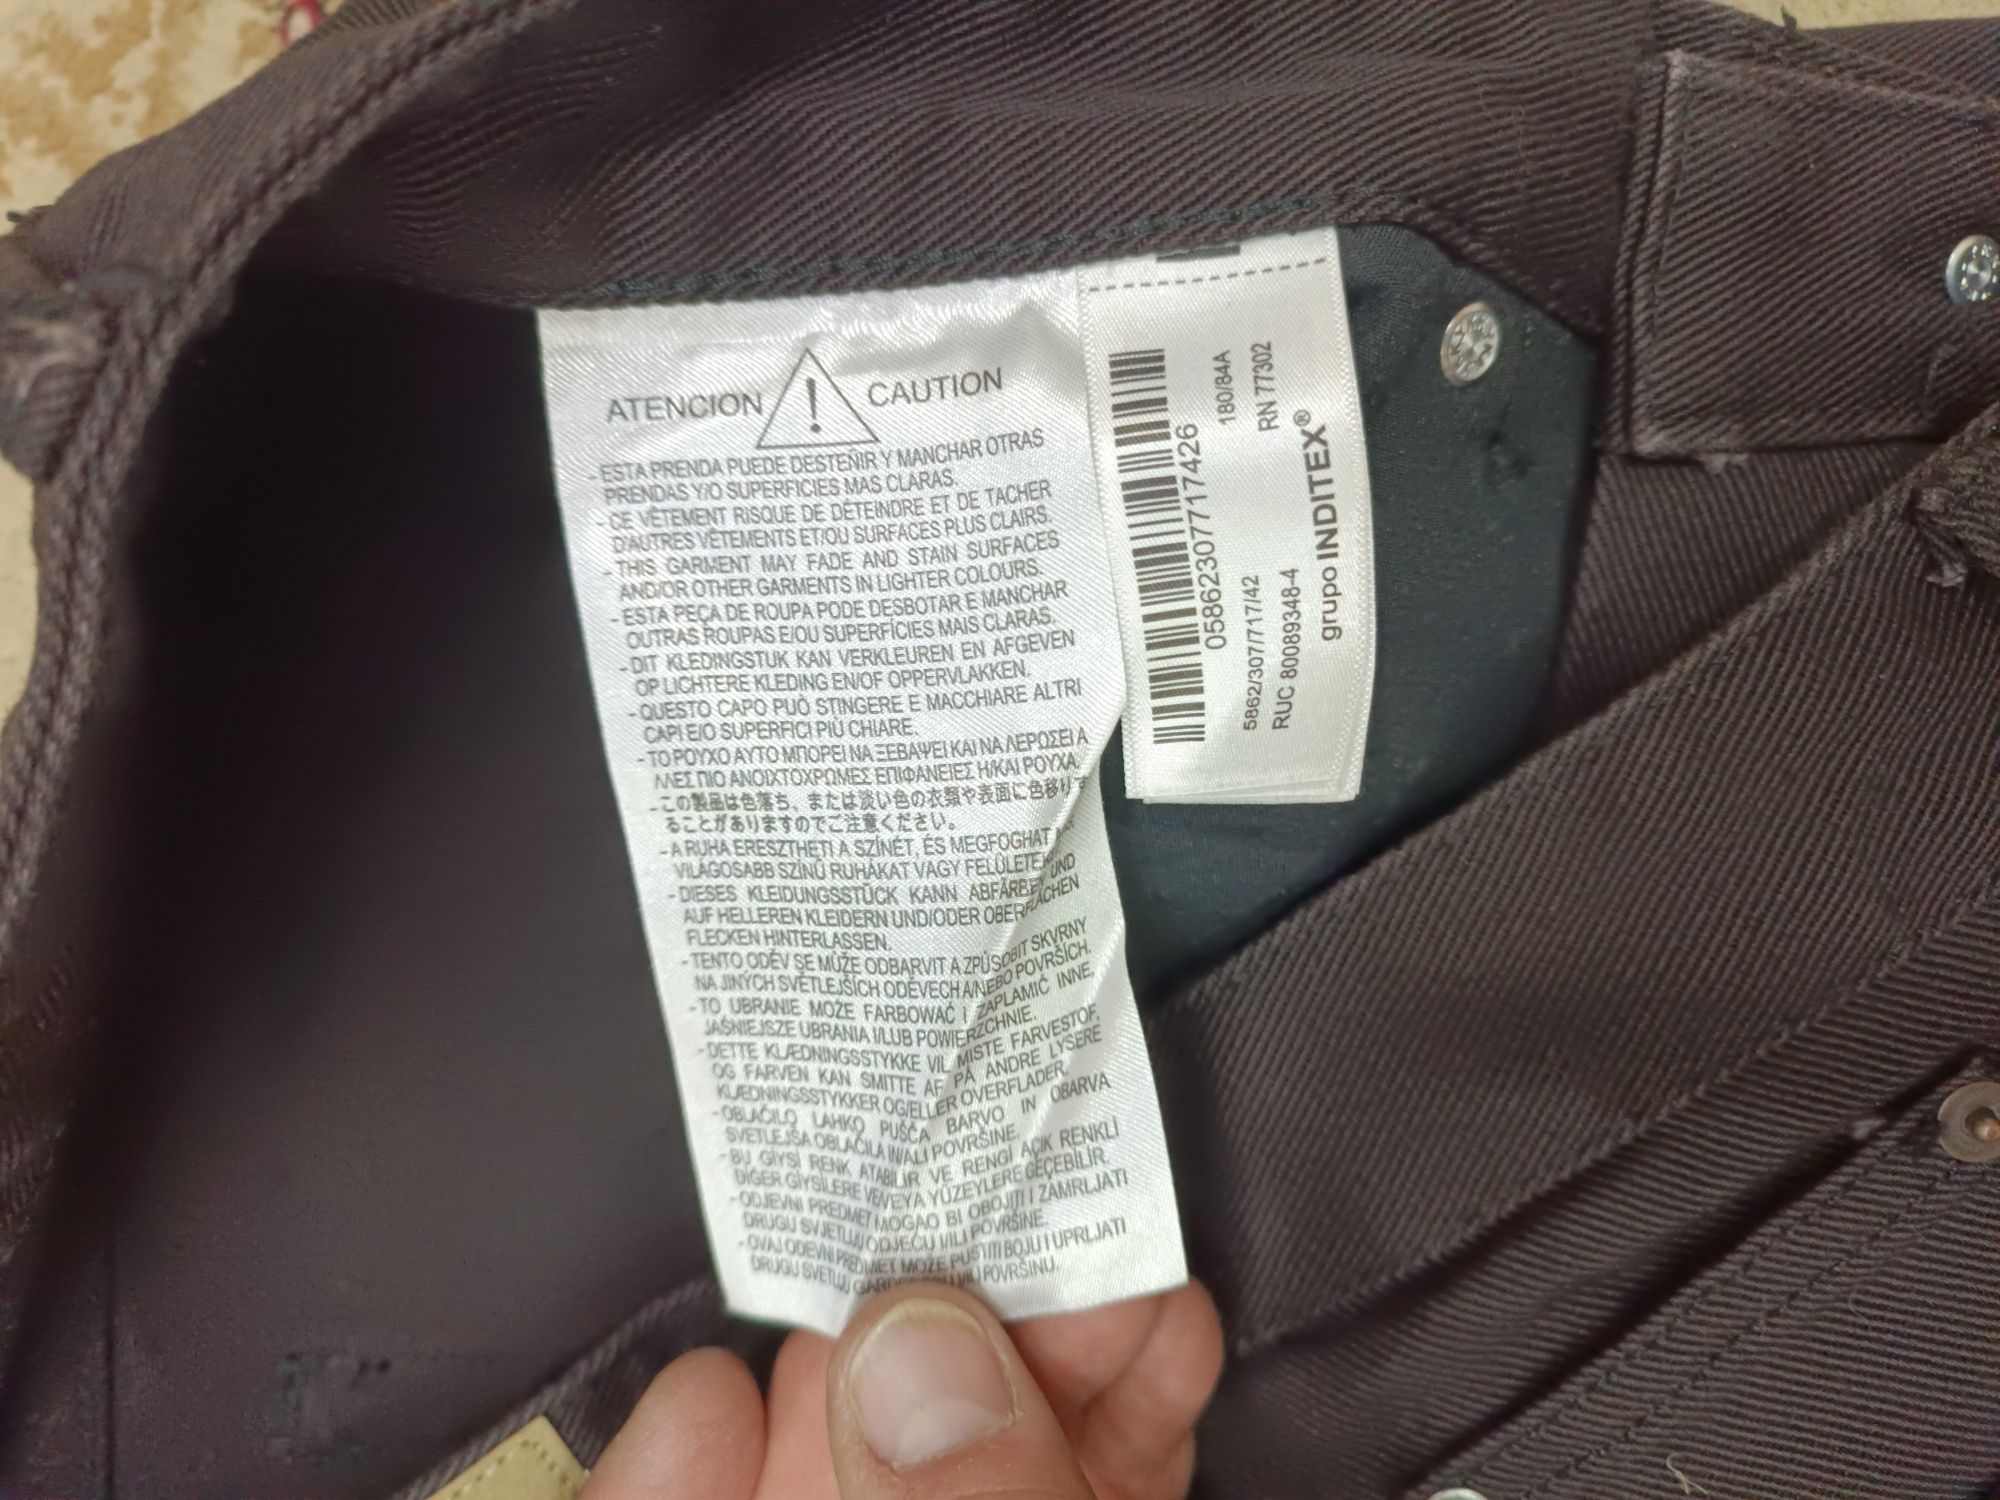 ATENCION ! CAUTION
- ESTA PRENDA PUEDE DESTEÑIR Y MANCHAR OTRAS
PRENDAS Y/O SUPERFICIES MAS CLARAS.
- CE VÊTEMENT RISQUE DE DÉTEINDRE ET DE TACHER
D'AUTRES VÊTEMENTS ET/OU SURFACES PLUS CLAIRS.
- THIS GARMENT MAY FADE AND STAIN SURFACES
AND/OR OTHER GARMENTS IN LIGHTER COLOURS.
- ESTA PEÇA DE ROUPA PODE DESBOTAR E MANCHAR
OUTRAS ROUPAS E/OU SUPERFÍCIES MAIS CLARAS.
- DIT KLEDINGSTUK KAN VERKLEUREN EN AFGEVEN
OP LICHTERE KLEDING EN/OF OPPERVLAKKEN.
- QUESTO CAPO PUÒ STINGERE E MACCHIARE ALTRI
CAPI E/O SUPERFICI PIÙ CHIARE.
- ΤΟ ΡΟΥΧΟ ΑΥΤΟ ΜΠΟΡΕΙ ΝΑ ΞΕΒΑΨΕΙ ΚΑΙ ΝΑ ΛΕΡΩΣΕΙ Α
ΛΛΕΣ ΠΙΟ ΑΝΟΙΧΤΟΧΡΩΜΕΣ ΕΠΙΦΑΝΕΙΕΣ Η/ΚΑΙ ΡΟΥΧΑ.
- この製品は色落ち、または淡い色の衣類や表面に色移りす
ることがありますのでご注意ください。
- A RUHA ERESZTHETI A SZÍNÉT, ÉS MEGFOGHAT
VILÁGOSABB SZÍNŰ RUHÁKAT VAGY FELÜLETE
- DIESES KLEIDUNGSSTÜCK KANN ABFÄRBEN UND
AUF HELLEREN KLEIDERN UND/ODER OBERFLÄCHEN
FLECKEN HINTERLASSEN.
- TENTO ODĚV SE MŮŽE ODBARVIT A ZPŮSOBIT SKVRNY
NA JINÝCH SVĚTLEJŠÍCH ODĚVECH A/NEBO POVRŠÍCH.
- TO UBRANIE MOŻE FARBOWAĆ I ZAPLAMIĆ INNE,
JAŚNIEJSZE UBRANIA I/LUB POWIERZCHNIE.
- DETTE KLÆDNINGSSTYKKE VIL MISTE FARVESTOF,
OG FARVEN KAN SMITTE AF PÅ ANDRE LYSERE
KLÆDNINGSSTYKKER OG/ELLER OVERFLADER.
- OBLAČILO LAHKO PUŠČA BARVO IN OBARVA
SVETLEJŠA OBLAČILA IN/ALI POVRŠINE.
- BU GİYSİ RENK ATABİLİR VE RENGİ AÇIK RENKLİ
DİĞER GİYSİLERE VE/VEYA YÜZEYLERE GEÇEBİLİR.
- ODJEVNI PREDMET MOGAO BI OBOJITI I ZAMRLJATI
DRUGU SVJETLIJU ODJEĆU I/ILI POVRŠINE.
- OVAJ ODEVNI PREDMET MOŽE PUSTITI BOJU I UPRLJATI
DRUGU SVETLIJU I/ILI POVRŠINU.
05862307717426
180/84A
RN 77302
5862/307/717/42
RUC 80089348-4
grupo INDITEX®